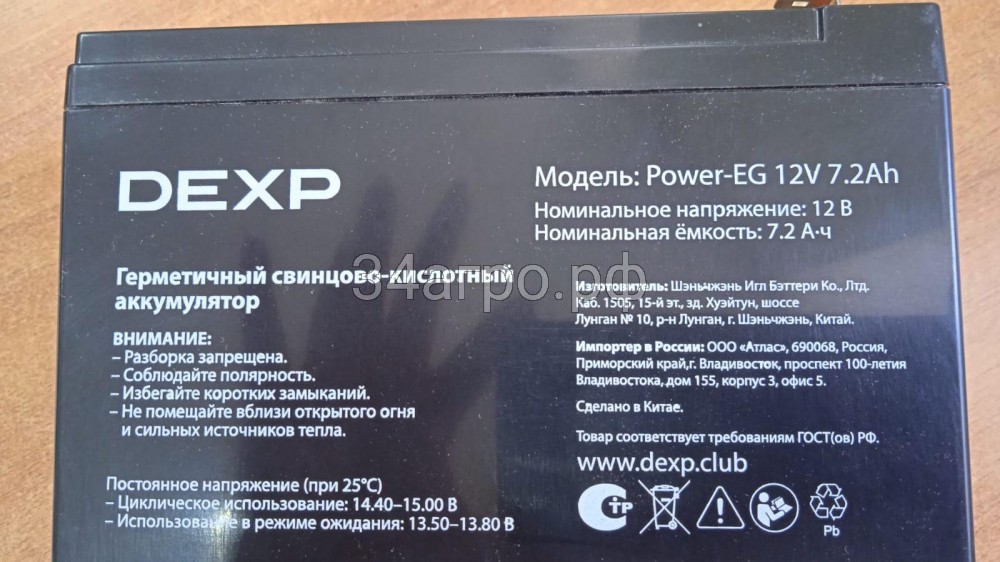 DEXP
Модель: Power-EG 12V 7.2Ah
Номинальное напряжение: 12 В
Номинальная ёмкость: 7.2 А·ч
Герметичный свинцово-кислотный
аккумулятор
34агро.рф
ВНИМАНИЕ:
– Разборка запрещена.
– Соблюдайте полярность.
– Избегайте коротких замыканий.
– Не помещайте вблизи открытого огня
и сильных источников тепла.
Постоянное напряжение (при 25°C)
– Циклическое использование: 14.40–15.00 В
– Использование в режиме ожидания: 13.50–13.80 В
Изготовитель: Шэньчжэнь Игл Бэттери Ко., Лтд.
Каб. 1505, 15-й эт., зд. Хуэйтун, шоссе
Лунган № 10, р-н Лунган, г. Шэньчжэнь, Китай.
Импортер в России: ООО «Атлас», 690068, Россия,
Приморский край,г. Владивосток, проспект 100-летия
Владивостока, дом 155, корпус 3, офис 5.
Сделано в Китае.
Товар соответствует требованиям ГОСТ(ов) РФ.
www.dexp.club
СТР
Pb